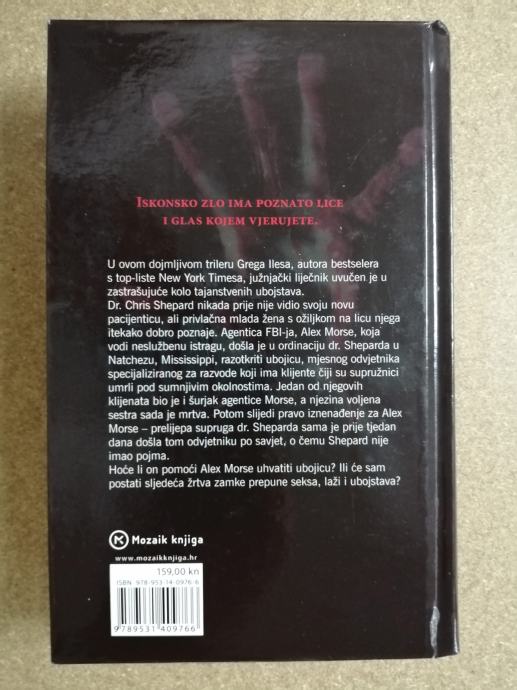 ISKONSKO ZLO IMA POZNATO LICE
I GLAS KOJEM VJERUJETE.
U ovom dojmljivom trileru Grega Ilesa, autora bestselera
s top-liste New York Timesa, južnjački liječnik uvučen je u
zastrašujuće kolo tajanstvenih ubojstava.
Dr. Chris Shepard nikada prije nije vidio svoju novu
pacijenticu, ali privlačna mlada žena s ožiljkom na licu njega
itekako dobro poznaje. Agentica FBI-ja, Alex Morse, koja
vodi neslužbenu istragu, došla je u ordinaciju dr. Sheparda u
Natchezu, Mississippi, razotkriti ubojicu, mjesnog odvjetnika
specijaliziranog za razvode koji ima klijente čiji su supružnici
umrli pod sumnjivim okolnostima. Jedan od njegovih
klijenata bio je i šurjak agentice Morse, a njezina voljena
sestra sada je mrtva. Potom slijedi pravo iznenađenje za Alex
Morse – prelijepa supruga dr. Sheparda sama je prije tjedan
dana došla tom odvjetniku po savjet, o čemu Shepard nije
imao pojma.
Hoće li on pomoći Alex Morse uhvatiti ubojicu? Ili će sam
postati sljedeća žrtva zamke prepune seksa, laži i ubojstava?
Mozaik knjiga
www.mozaikknjiga.hr
159,00 kn
ISBN 978-953-14-0976-6
9 789531 409766